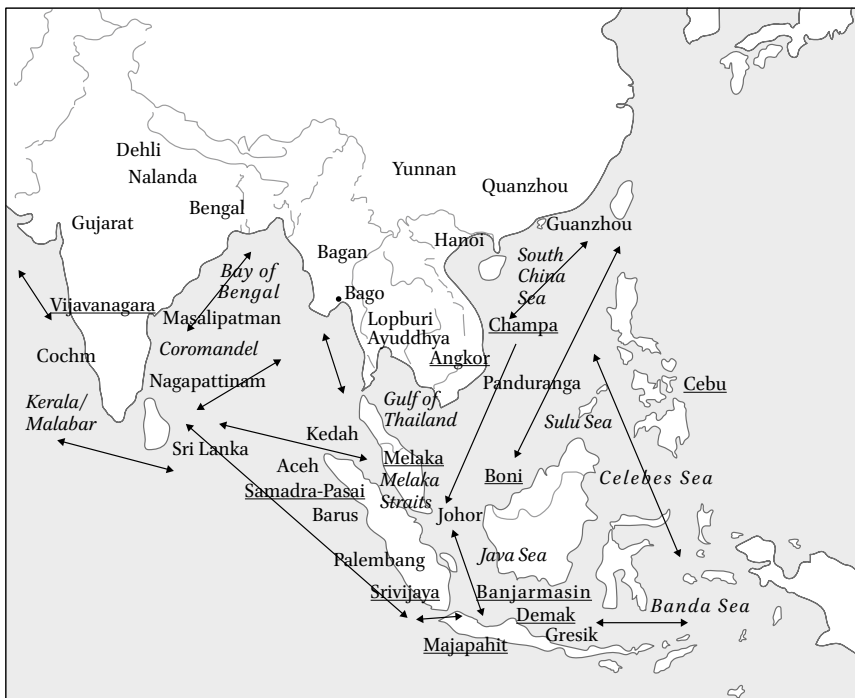 Dehli
Nalanda
Yunnan
Quanzhou
Gujarat
Bengal
Guanzhou
Hanoi
Bagan
South
China
Sea
Bay of
Bengal
Bago
Vijavanagara
Masalipatman
Lopburi
Ayuddhya
Champa
Cochm
Coromandel
Angkor
Nagapattinam
Panduranga
Cebu
Kerala/
Malabar
Gulf of
Thailand
Sulu Sea
Kedah
Sri Lanka
Aceh
Melaka
Boni
Celebes Sea
Samadra-Pasai
Melaka
Straits
Barus
Johor
Palembang
Java Sea
Srivijaya
Banjarmasin
Banda Sea
Demak
Gresik
Majapahit